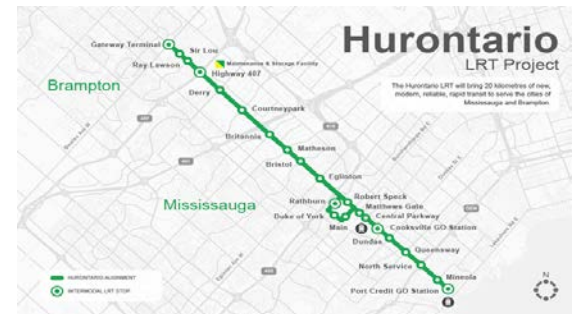 Hurontario
LRT Project
The Hurontario LRT will bring 20 kilometres of new,
modern, reliable, rapid transit to serve the cities of
Mississauga and Brampton.
Gateway Terminal
Sir Lou
Ray Lawson
Maintenance & Storage Facility
Highway 407
Brampton
Derry
Courtneypark
Britannia
Matheson
Bristol
Eglinton
Mississauga
Rathburn
Robert Speck
Matthews Gate
Duke of York
Central Parkway
Main
Cooksville GO Station
Dundas
Queensway
North Service
Mineola
Port Credit GO Station
HURONTARIO ALIGNMENT
INTERMODAL LRT STOP
N